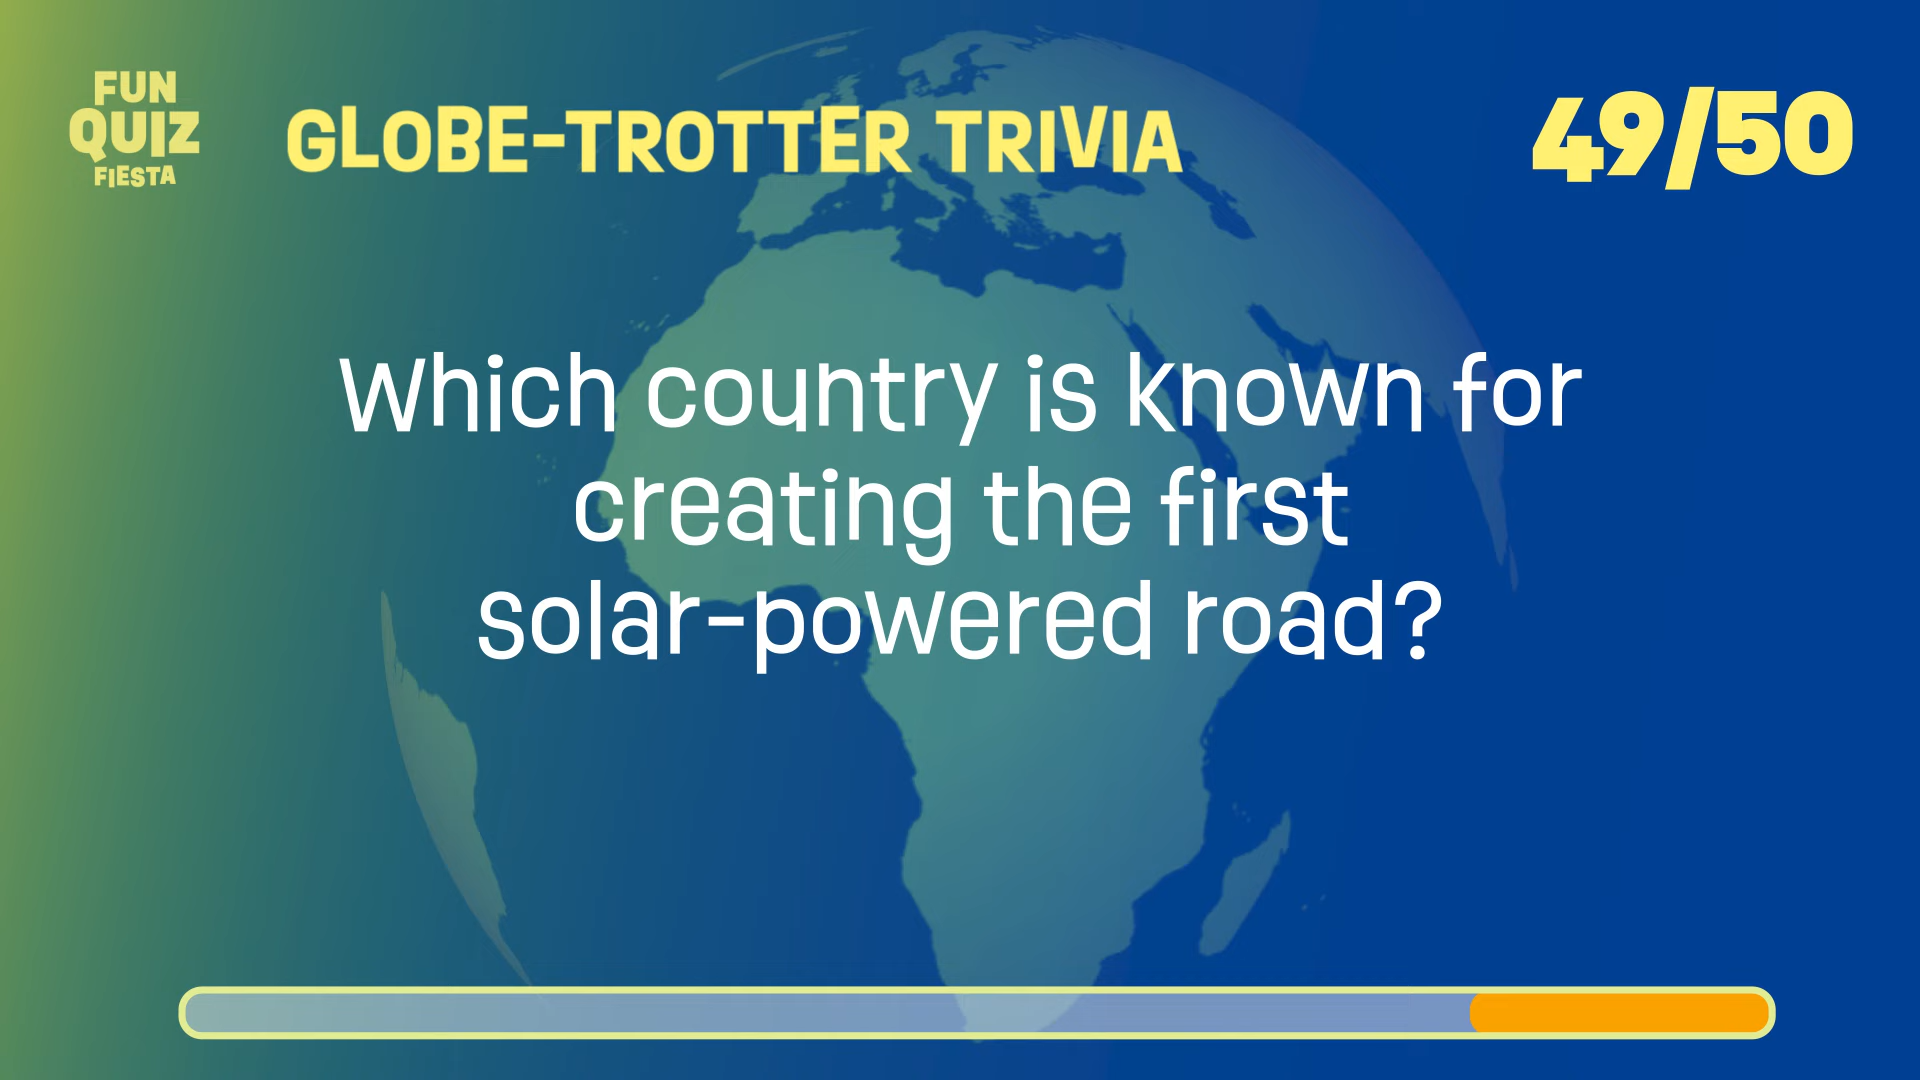 FUN
QUIZ
FIESTA
GLOBE-TROTTER TRIVIA
49/50
Which country is known for
creating the first
solar-powered road?